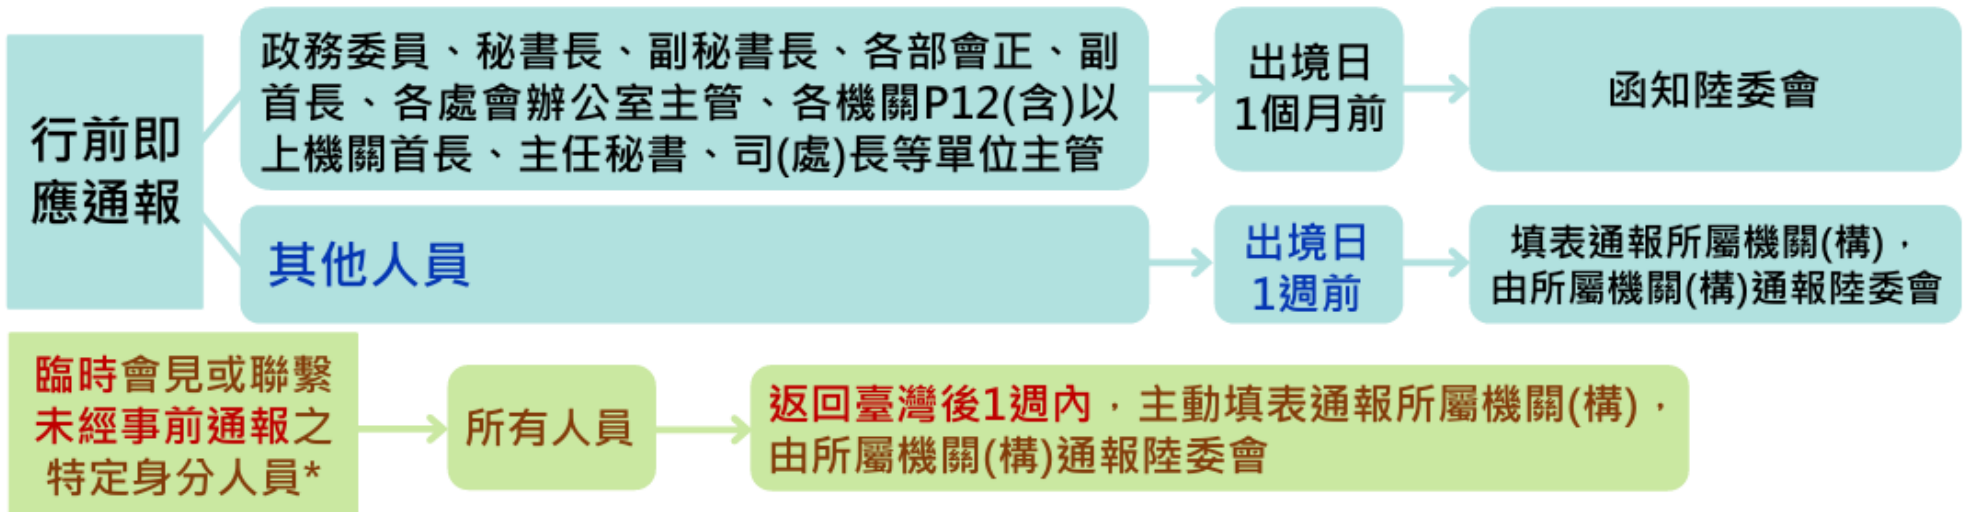 行前即
應通報
政務委員、秘書長、副秘書長、各部會正、副
首長、各處會辦公室主管、各機關P12(含)以
上機關首長、主任秘書、司(處)長等單位主管
出境日
1個月前
函知陸委會
其他人員
出境日
1週前
填表通報所屬機關(構)，
由所屬機關(構)通報陸委會
臨時會見或聯繫
未經事前通報之
特定身分人員*
所有人員
返回臺灣後1週內，主動填表通報所屬機關(構)，
由所屬機關(構)通報陸委會